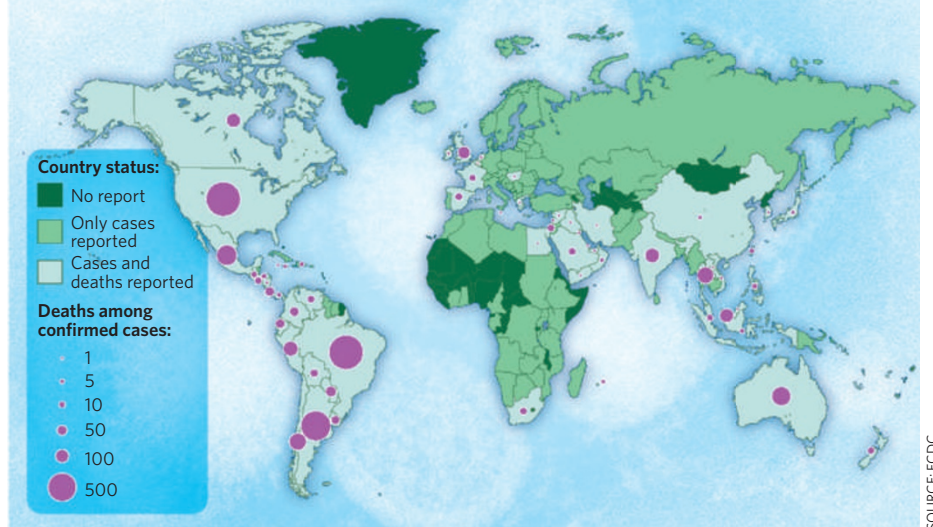 Country status:
No report
Only cases
reported
Cases and
deaths reported
Deaths among
confirmed cases:
1
5
10
50
100
500
SOURCE: ECDC